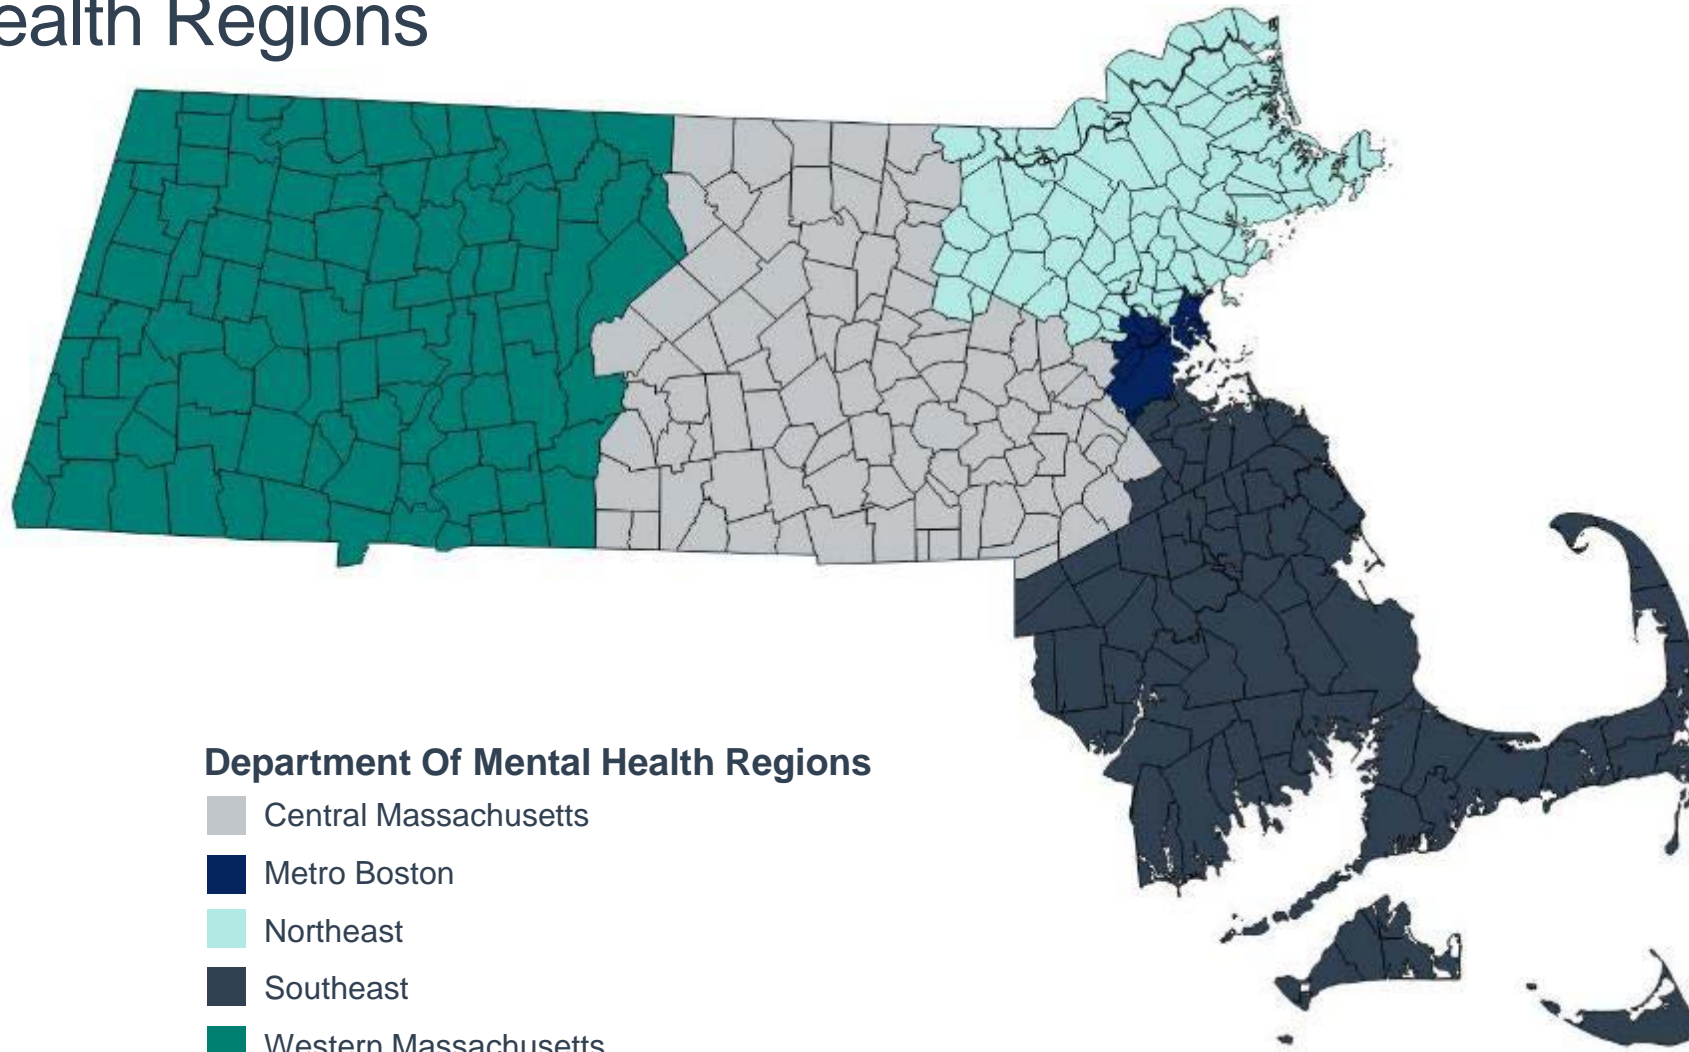 ealth Regions
Department Of Mental Health Regions
Central Massachusetts
Metro Boston
Northeast
Southeast
Western Massachusetts